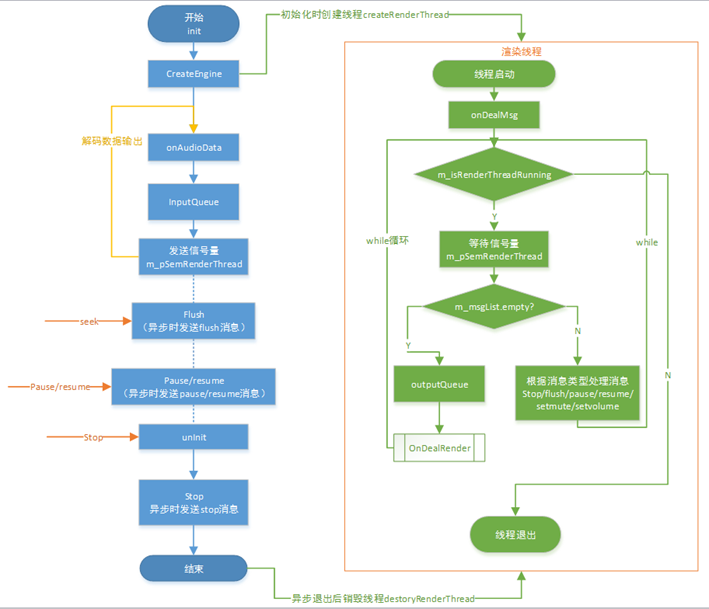 开始
init
初始化时创建线程createRenderThread
CreateEngine
解码数据输出
onAudioData
InputQueue
发送信号量
m_pSemRenderThread
seek
Flush
（异步时发送flush消息）
Pause/resume
Pause/resume
（异步时发送pause/resume消息）
Stop
unInit
Stop
异步时发送stop消息
结束
异步退出后销毁线程destoryRenderThread
渲染线程
线程启动
onDealMsg
m_isRenderThreadRunning
Y
N
while循环
while
等待信号量
m_pSemRenderThread
m_msgList.empty?
Y
N
outputQueue
OnDealRender
根据消息类型处理消息
Stop/flush/pause/resume/
setmute/setvolume
线程退出